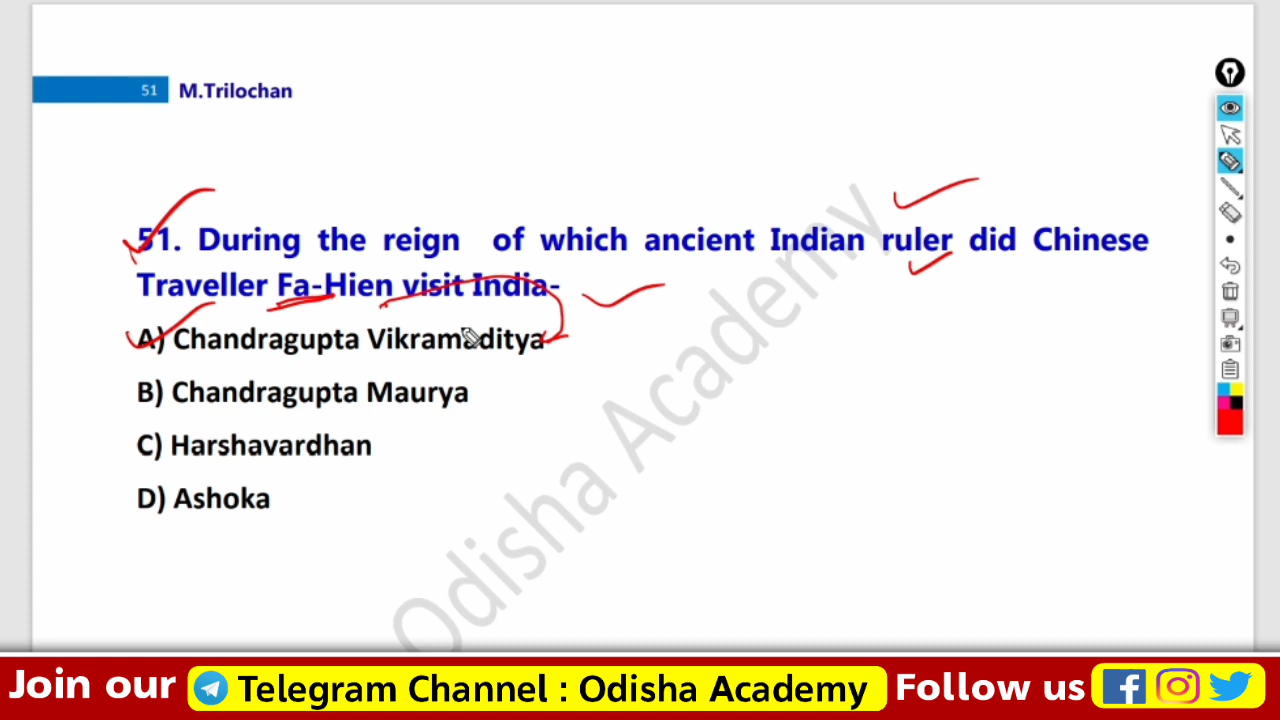 51 M.Trilochan
51. During the reign of which ancient Indian ruler did Chinese
Traveller Fa-Hien visit India-
A) Chandragupta Vikramaditya
B) Chandragupta Maurya
C) Harshavardhan
D) Ashoka
Odisha Academy
Join our Telegram Channel : Odisha Academy Follow us